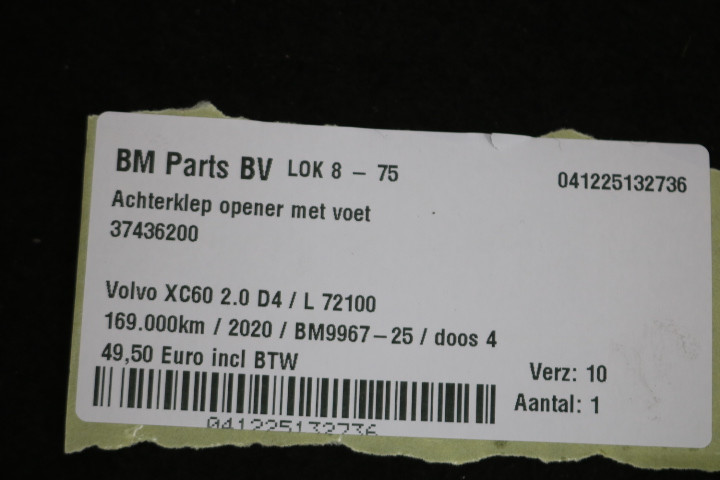 BM Parts BV LOK 8 - 75
041225132736
Achterklep opener met voet
37436200
Volvo XC60 2.0 D4 / L 72100
169.000km / 2020 / BM9967-25 / doos 4
49,50 Euro incl BTW
Verz: 10
Aantal: 1
041225132736